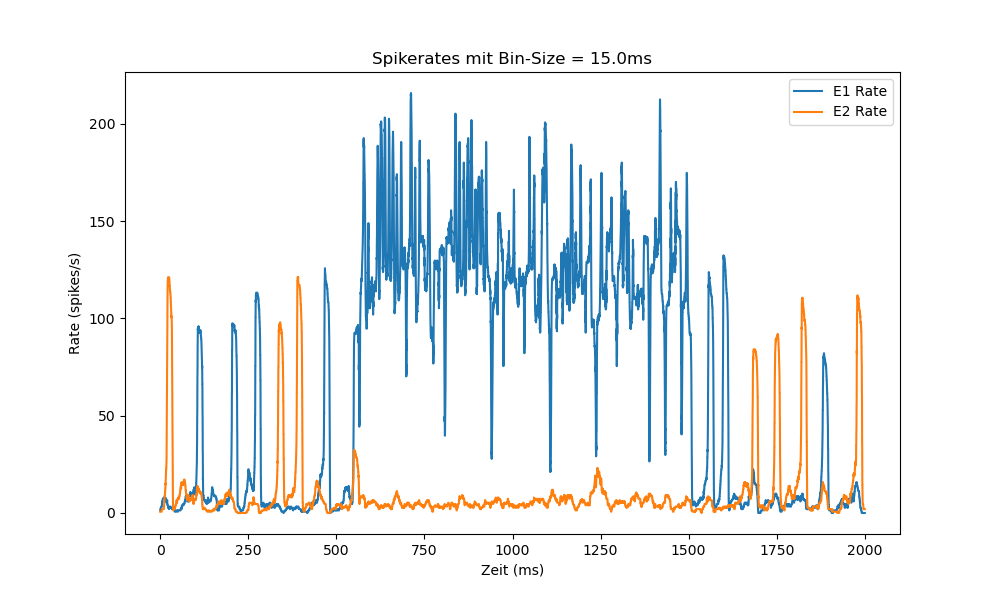 Spikerates mit Bin-Size = 15.0ms
E1 Rate
E2 Rate
200
150
100
50
0
Rate (spikes/s)
0 250 500 750 1000 1250 1500 1750 2000
Zeit (ms)